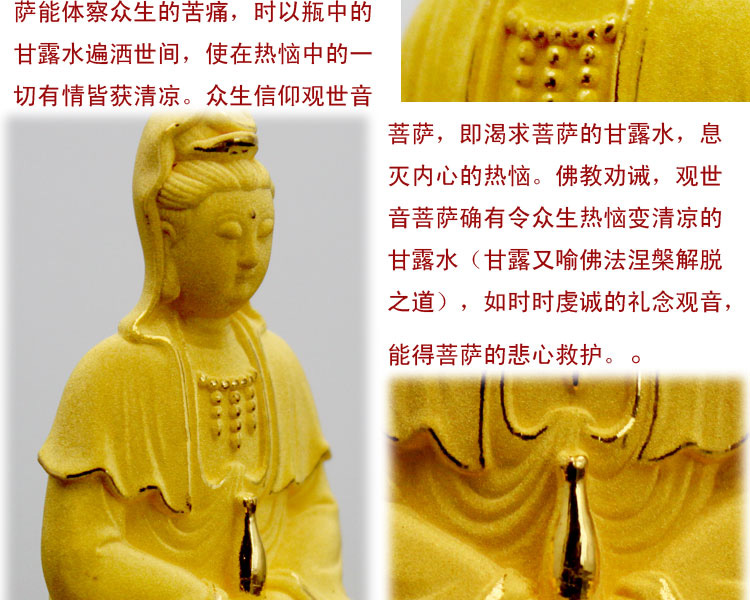 萨能体察众生的苦痛，时以瓶中的
甘露水遍洒世间，使在热恼中的一
切有情皆获清凉。众生信仰观世音
菩萨，即渴求菩萨的甘露水，息
灭内心的热恼。佛教劝诫，观世
音菩萨确有令众生热恼变清凉的
甘露水（甘露又喻佛法涅槃解脱
之道），如时时虔诚的礼念观音，
能得菩萨的悲心救护。。